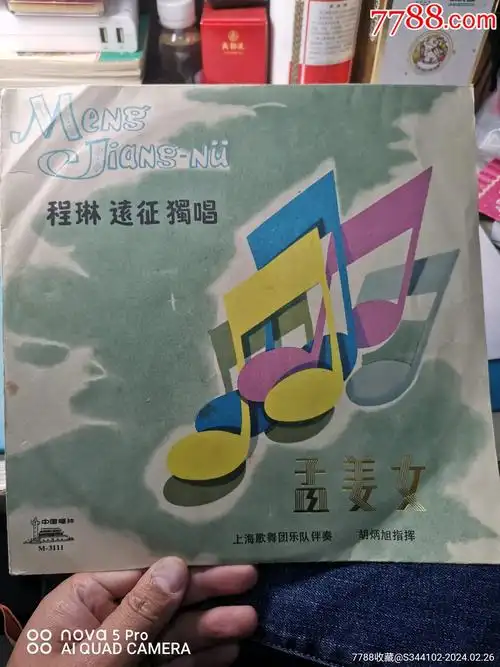 7788.com
Meng
Jiang-nü
程琳 遠征 獨唱
孟姜女
上海歌舞团乐队伴奏 胡炳旭指挥
中国唱片
M-3111
nova 5 Pro
AI QUAD CAMERA
7788收藏@S344102-2024.02.26